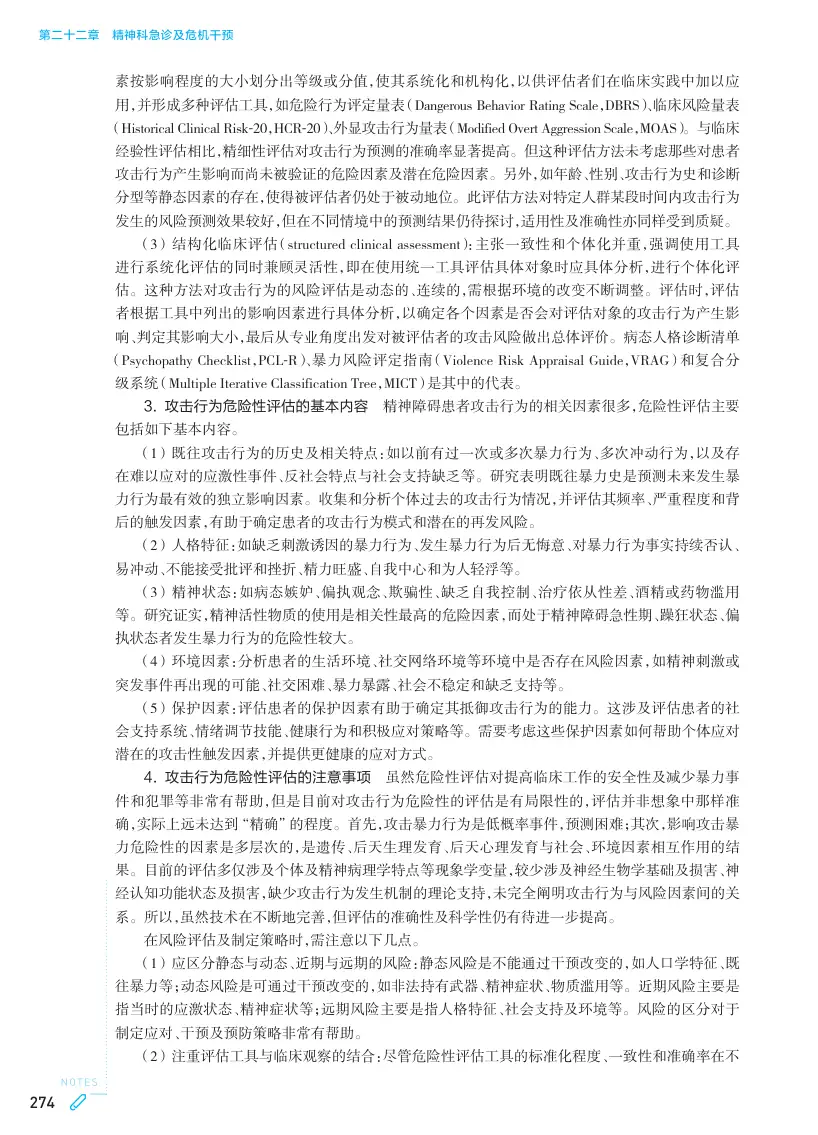 第二十二章　精神科急诊及危机干预
素按影响程度的大小划分出等级或分值，使其系统化和机构化，以供评估者们在临床实践中加以应
用，并形成多种评估工具，如危险行为评定量表（Dangerous Behavior Rating Scale，DBRS）、临床风险量表
（Historical Clinical Risk-20，HCR-20）、外显攻击行为量表（Modified Overt Aggression Scale，MOAS）。与临床
经验性评估相比，精细性评估对攻击行为预测的准确率显著提高。但这种评估方法未考虑那些对患者
攻击行为产生影响而尚未被验证的危险因素及潜在危险因素。另外，如年龄、性别、攻击行为史和诊断
分型等静态因素的存在，使得被评估者仍处于被动地位。此评估方法对特定人群某段时间内攻击行为
发生的风险预测效果较好，但在不同情境中的预测结果仍待探讨，适用性及准确性亦同样受到质疑。
（3）结构化临床评估（structured clinical assessment）：主张一致性和个体化并重，强调使用工具
进行系统化评估的同时兼顾灵活性，即在使用统一工具评估具体对象时应具体分析，进行个体化评
估。这种方法对攻击行为的风险评估是动态的、连续的，需根据环境的改变不断调整。评估时，评估
者根据工具中列出的影响因素进行具体分析，以确定各个因素是否会对评估对象的攻击行为产生影
响、判定其影响大小，最后从专业角度出发对被评估者的攻击风险做出总体评价。病态人格诊断清单
（Psychopathy Checklist，PCL-R）、暴力风险评定指南（Violence Risk Appraisal Guide，VRAG）和复合分
级系统（Multiple Iterative Classification Tree，MICT）是其中的代表。
3. 攻击行为危险性评估的基本内容　精神障碍患者攻击行为的相关因素很多，危险性评估主要
包括如下基本内容。
（1）既往攻击行为的历史及相关特点：如以前有过一次或多次暴力行为、多次冲动行为，以及存
在难以应对的应激性事件、反社会特点与社会支持缺乏等。研究表明既往暴力史是预测未来发生暴
力行为最有效的独立影响因素。收集和分析个体过去的攻击行为情况，并评估其频率、严重程度和背
后的触发因素，有助于确定患者的攻击行为模式和潜在的再发风险。
（2）人格特征：如缺乏刺激诱因的暴力行为、发生暴力行为后无悔意、对暴力行为事实持续否认、
易冲动、不能接受批评和挫折、精力旺盛、自我中心和为人轻浮等。
（3）精神状态：如病态嫉妒、偏执观念、欺骗性、缺乏自我控制、治疗依从性差、酒精或药物滥用
等。研究证实，精神活性物质的使用是相关性最高的危险因素，而处于精神障碍急性期、躁狂状态、偏
执状态者发生暴力行为的危险性较大。
（4）环境因素：分析患者的生活环境、社交网络环境等环境中是否存在风险因素，如精神刺激或
突发事件再出现的可能、社交困难、暴力暴露、社会不稳定和缺乏支持等。
（5）保护因素：评估患者的保护因素有助于确定其抵御攻击行为的能力。这涉及评估患者的社
会支持系统、情绪调节技能、健康行为和积极应对策略等。需要考虑这些保护因素如何帮助个体应对
潜在的攻击性触发因素，并提供更健康的应对方式。
4. 攻击行为危险性评估的注意事项　虽然危险性评估对提高临床工作的安全性及减少暴力事
件和犯罪等非常有帮助，但是目前对攻击行为危险性的评估是有局限性的，评估并非想象中那样准
确，实际上远未达到“精确”的程度。首先，攻击暴力行为是低概率事件，预测困难；其次，影响攻击暴
力危险性的因素是多层次的，是遗传、后天生理发育、后天心理发育与社会、环境因素相互作用的结
果。目前的评估多仅涉及个体及精神病理学特点等现象学变量，较少涉及神经生物学基础及损害、神
经认知功能状态及损害，缺少攻击行为发生机制的理论支持，未完全阐明攻击行为与风险因素间的关
系。所以，虽然技术在不断地完善，但评估的准确性及科学性仍有待进一步提高。
在风险评估及制定策略时，需注意以下几点。
（1）应区分静态与动态、近期与远期的风险：静态风险是不能通过干预改变的，如人口学特征、既
往暴力等；动态风险是可通过干预改变的，如非法持有武器、精神症状、物质滥用等。近期风险主要是
指当时的应激状态、精神症状等；远期风险主要是指人格特征、社会支持及环境等。风险的区分对于
制定应对、干预及预防策略非常有帮助。
（2）注重评估工具与临床观察的结合：尽管危险性评估工具的标准化程度、一致性和准确率在不
NOTES
274